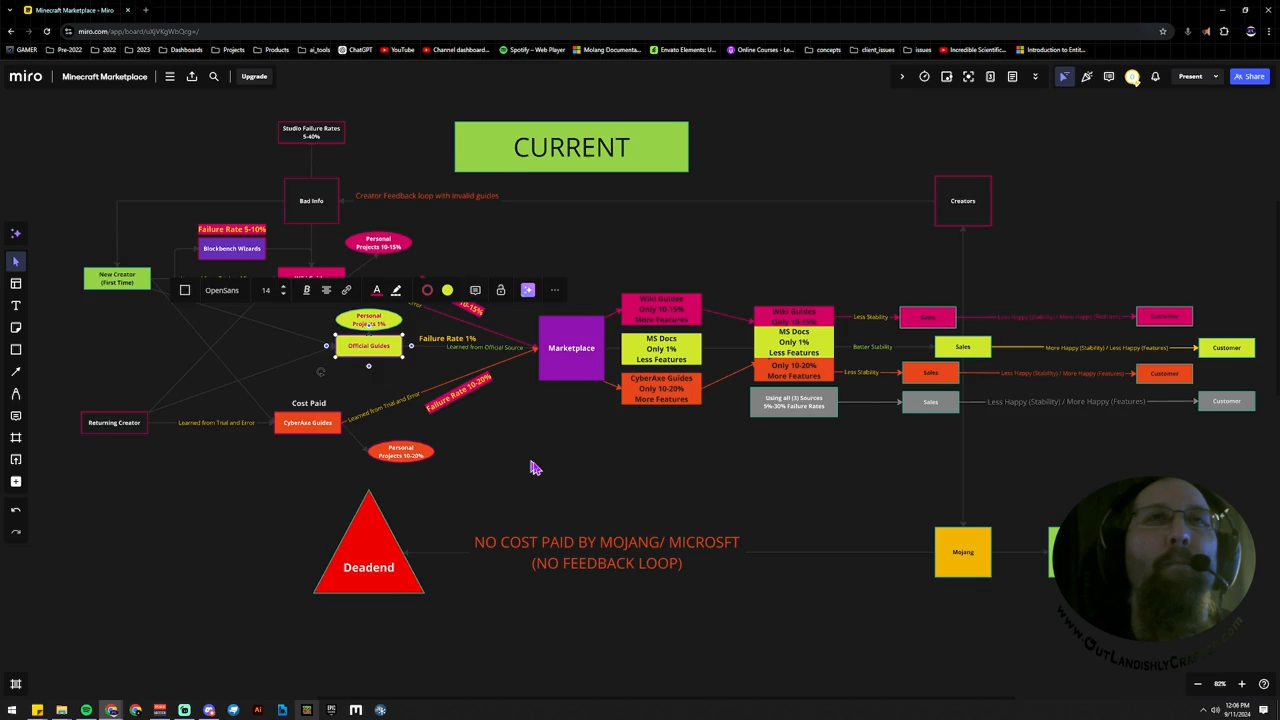 Minecraft Marketplace - Miro
miro.com/app/board/uXjVKgWbQcg=/
GAMER
Pre-2022
2022
2023
Dashboards
Projects
Products
ai_tools
ChatGPT
YouTube
Channel dashboard...
Spotify – Web Player
Molang Documenta...
Envato Elements: U...
Online Courses - Le...
concepts
client_issues
issues
Incredible Scientific...
Introduction to Entit...
miro
Minecraft Marketplace
Upgrade
Present
Share
Studio Failure Rates
5-40%
CURRENT
Bad Info
Creator Feedback loop with invalid guides
Creators
Failure Rate 5-10%
Blockbench Wizards
Personal
Projects 10-15%
New Creator
(First Time)
OpenSans
14
Personal
Projects 1%
Official Guides
Failure Rate 1%
Learned from Official Source
Marketplace
Wiki Guides
Only 10-15%
More Features
MS Docs
Only 1%
Less Features
CyberAxe Guides
Only 10-20%
More Features
Wiki Guides
Only 10-15%
MS Docs
Only 1%
Less Features
Only 10-20%
More Features
Using all (3) Sources
5%-30% Failure Rates
Less Stability
Sales
Less Happy (Stability) / More Happy (Features)
Customer
Better Stability
Sales
More Happy (Stability) / Less Happy (Features)
Customer
Less Stability
Sales
Less Happy (Stability) / More Happy (Features)
Customer
Sales
Less Happy (Stability) / More Happy (Features)
Customer
Returning Creator
Learned from Trial and Error
Cost Paid
CyberAxe Guides
Learned from Trial and Error
Failure Rate 10-20%
Personal
Projects 10-20%
Deadend
NO COST PAID BY MOJANG/ MICROSFT
(NO FEEDBACK LOOP)
Mojang
82%
12:06 PM
9/11/2024